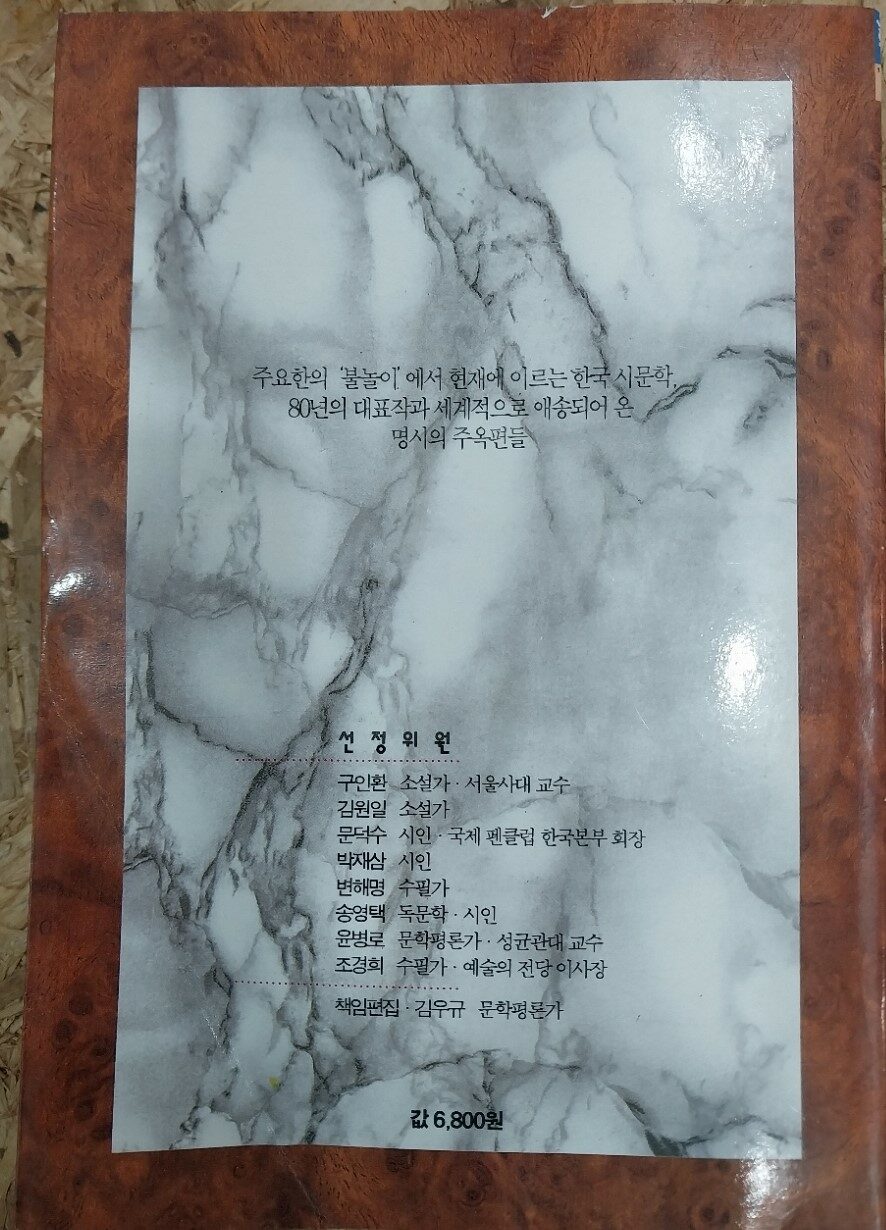 주요한의 '불놀이' 에서 현재에 이르는 한국 시문학,
80년의 대표작과 세계적으로 애송되어 온
명시의 주옥편들
선 정 위 원
구인환 소설가 · 서울사대 교수
김원일 소설가
문덕수 시인 · 국제 펜클럽 한국본부 회장
박재삼 시인
변해명 수필가
송영택 독문학 · 시인
윤병로 문학평론가 · 성균관대 교수
조경희 수필가 · 예술의 전당 이사장
책임편집 · 김우규 문학평론가
값 6,800원